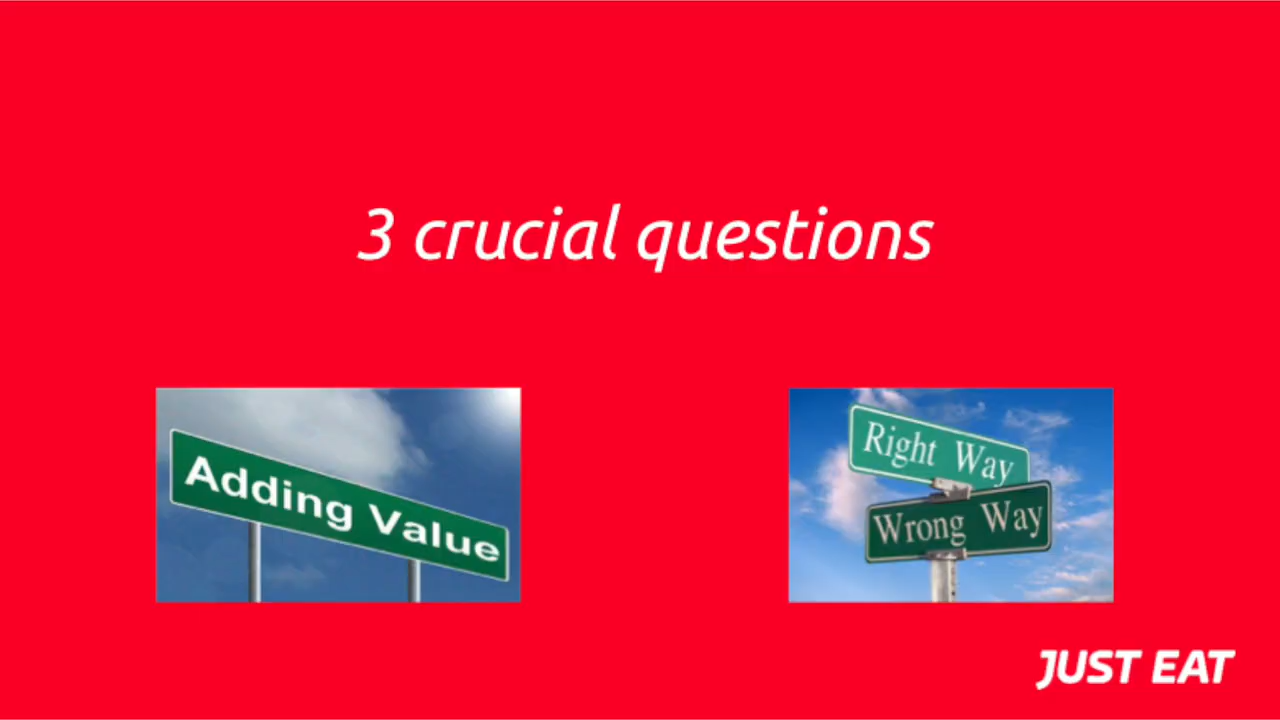 3 crucial questions
Adding Value
Right Way
Wrong Way
JUST EAT